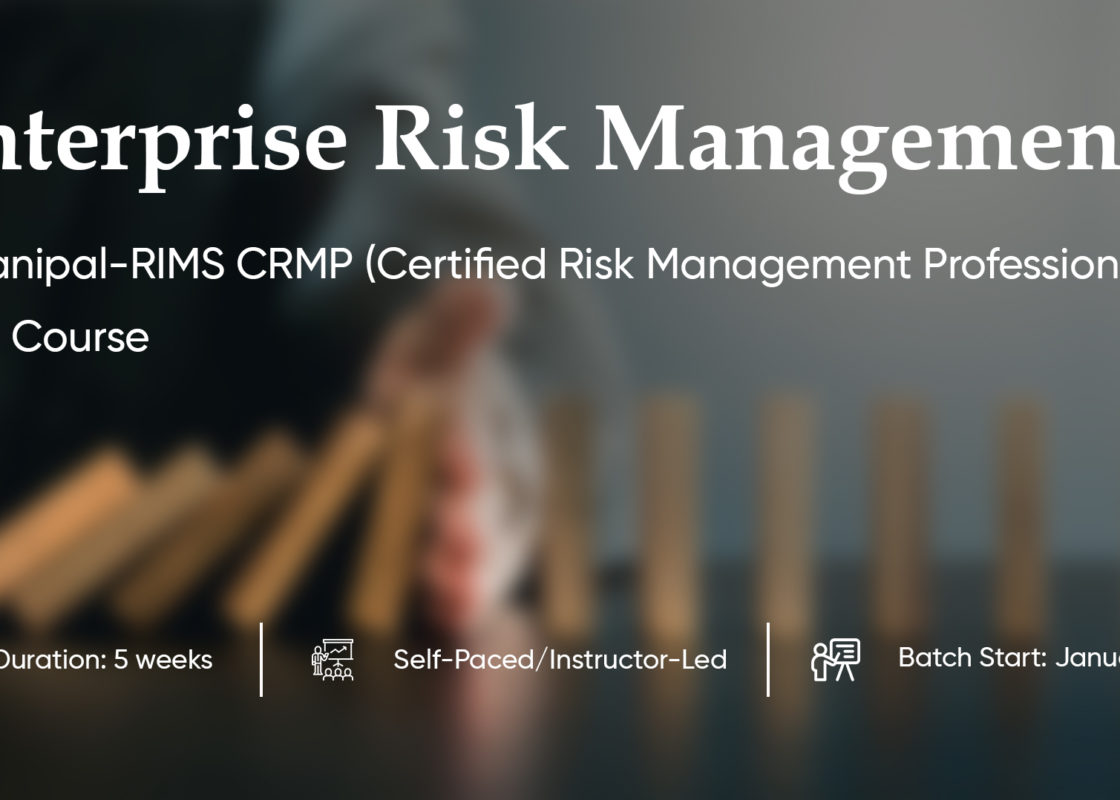 nterprise Risk Managemen
anipal-RIMS CRMP (Certified Risk Management Profession
Course
Duration: 5 weeks
Self-Paced/Instructor-Led
Batch Start: Janu